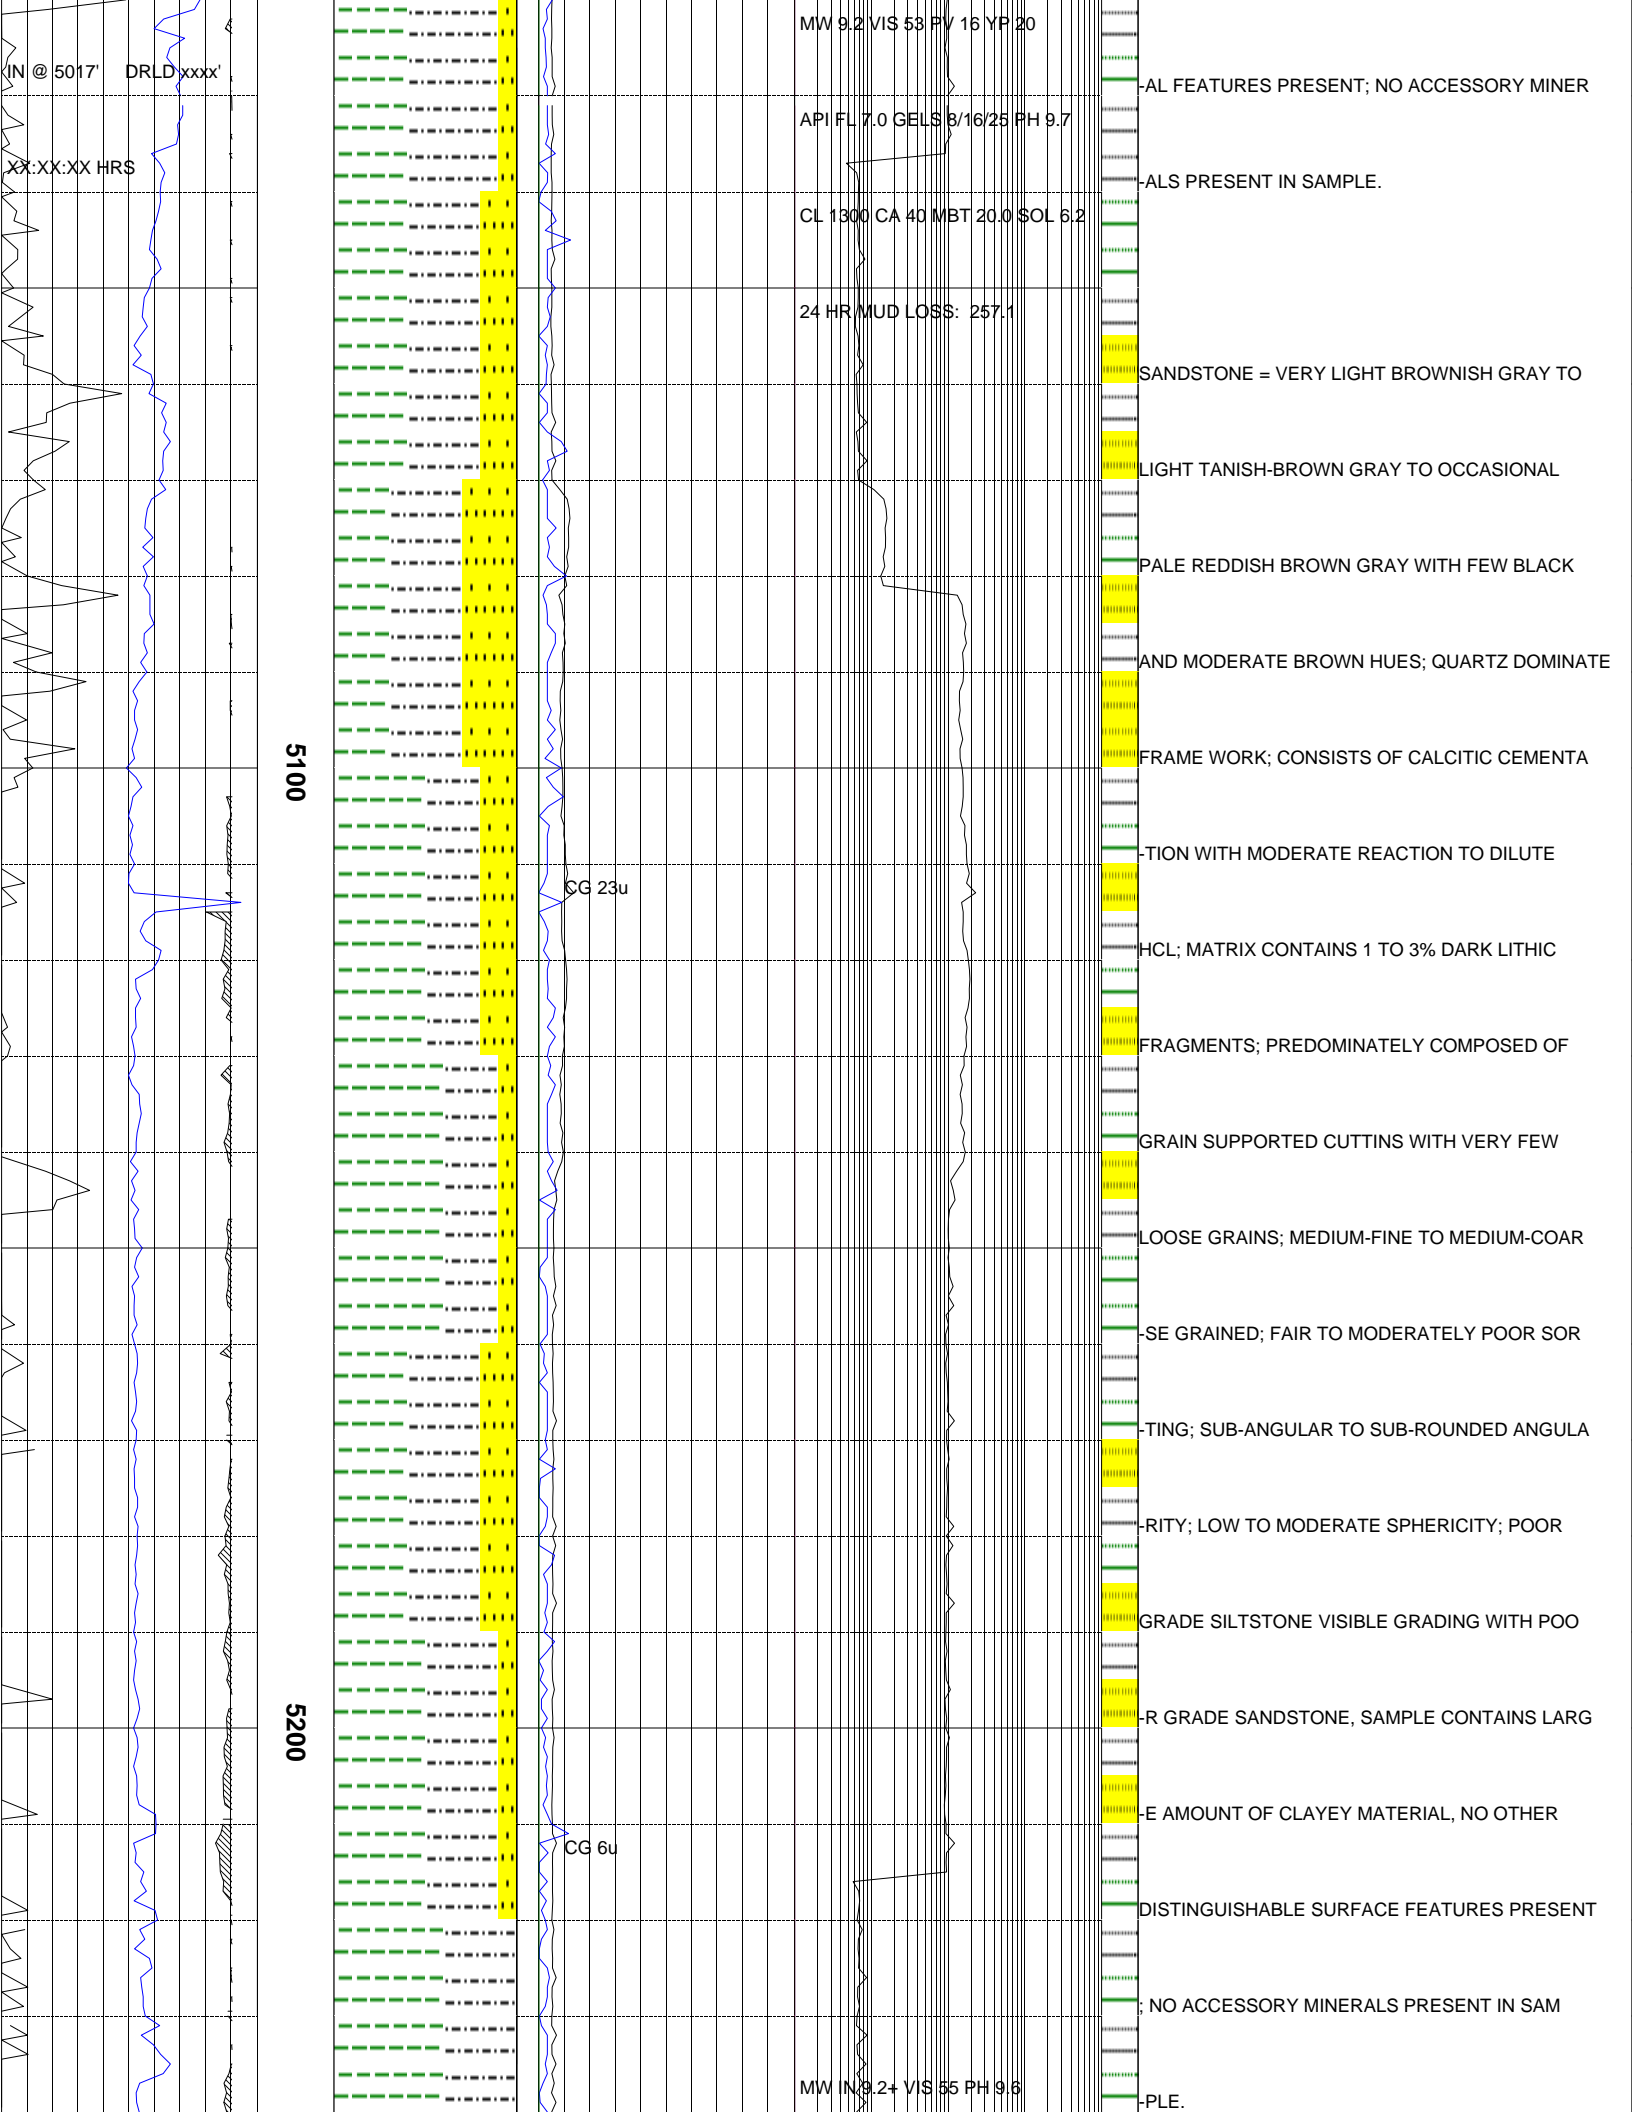 MW 9.2 VIS 53 PV 16 YP 20
IN @ 5017' DRLD xxxx'
-AL FEATURES PRESENT; NO ACCESSORY MINER
API FL 7.0 GELS 8/16/25 PH 9.7
XX:XX:XX HRS
-ALS PRESENT IN SAMPLE.
CL 1300 CA 40 MBT 20.0 SOL 6.2
24 HR MUD LOSS: 257.1
SANDSTONE = VERY LIGHT BROWNISH GRAY TO
LIGHT TANISH-BROWN GRAY TO OCCASIONAL
PALE REDDISH BROWN GRAY WITH FEW BLACK
AND MODERATE BROWN HUES; QUARTZ DOMINATE
5100
FRAME WORK; CONSISTS OF CALCITIC CEMENTA
-TION WITH MODERATE REACTION TO DILUTE
CG 23u
HCL; MATRIX CONTAINS 1 TO 3% DARK LITHIC
FRAGMENTS; PREDOMINATELY COMPOSED OF
GRAIN SUPPORTED CUTTINS WITH VERY FEW
LOOSE GRAINS; MEDIUM-FINE TO MEDIUM-COAR
-SE GRAINED; FAIR TO MODERATELY POOR SOR
-TING; SUB-ANGULAR TO SUB-ROUNDED ANGULA
-RITY; LOW TO MODERATE SPHERICITY; POOR
GRADE SILTSTONE VISIBLE GRADING WITH POO
5200
-R GRADE SANDSTONE, SAMPLE CONTAINS LARG
-E AMOUNT OF CLAYEY MATERIAL, NO OTHER
CG 6u
DISTINGUISHABLE SURFACE FEATURES PRESENT
; NO ACCESSORY MINERALS PRESENT IN SAM
MW IN 9.2+ VIS 55 PH 9.6
-PLE.